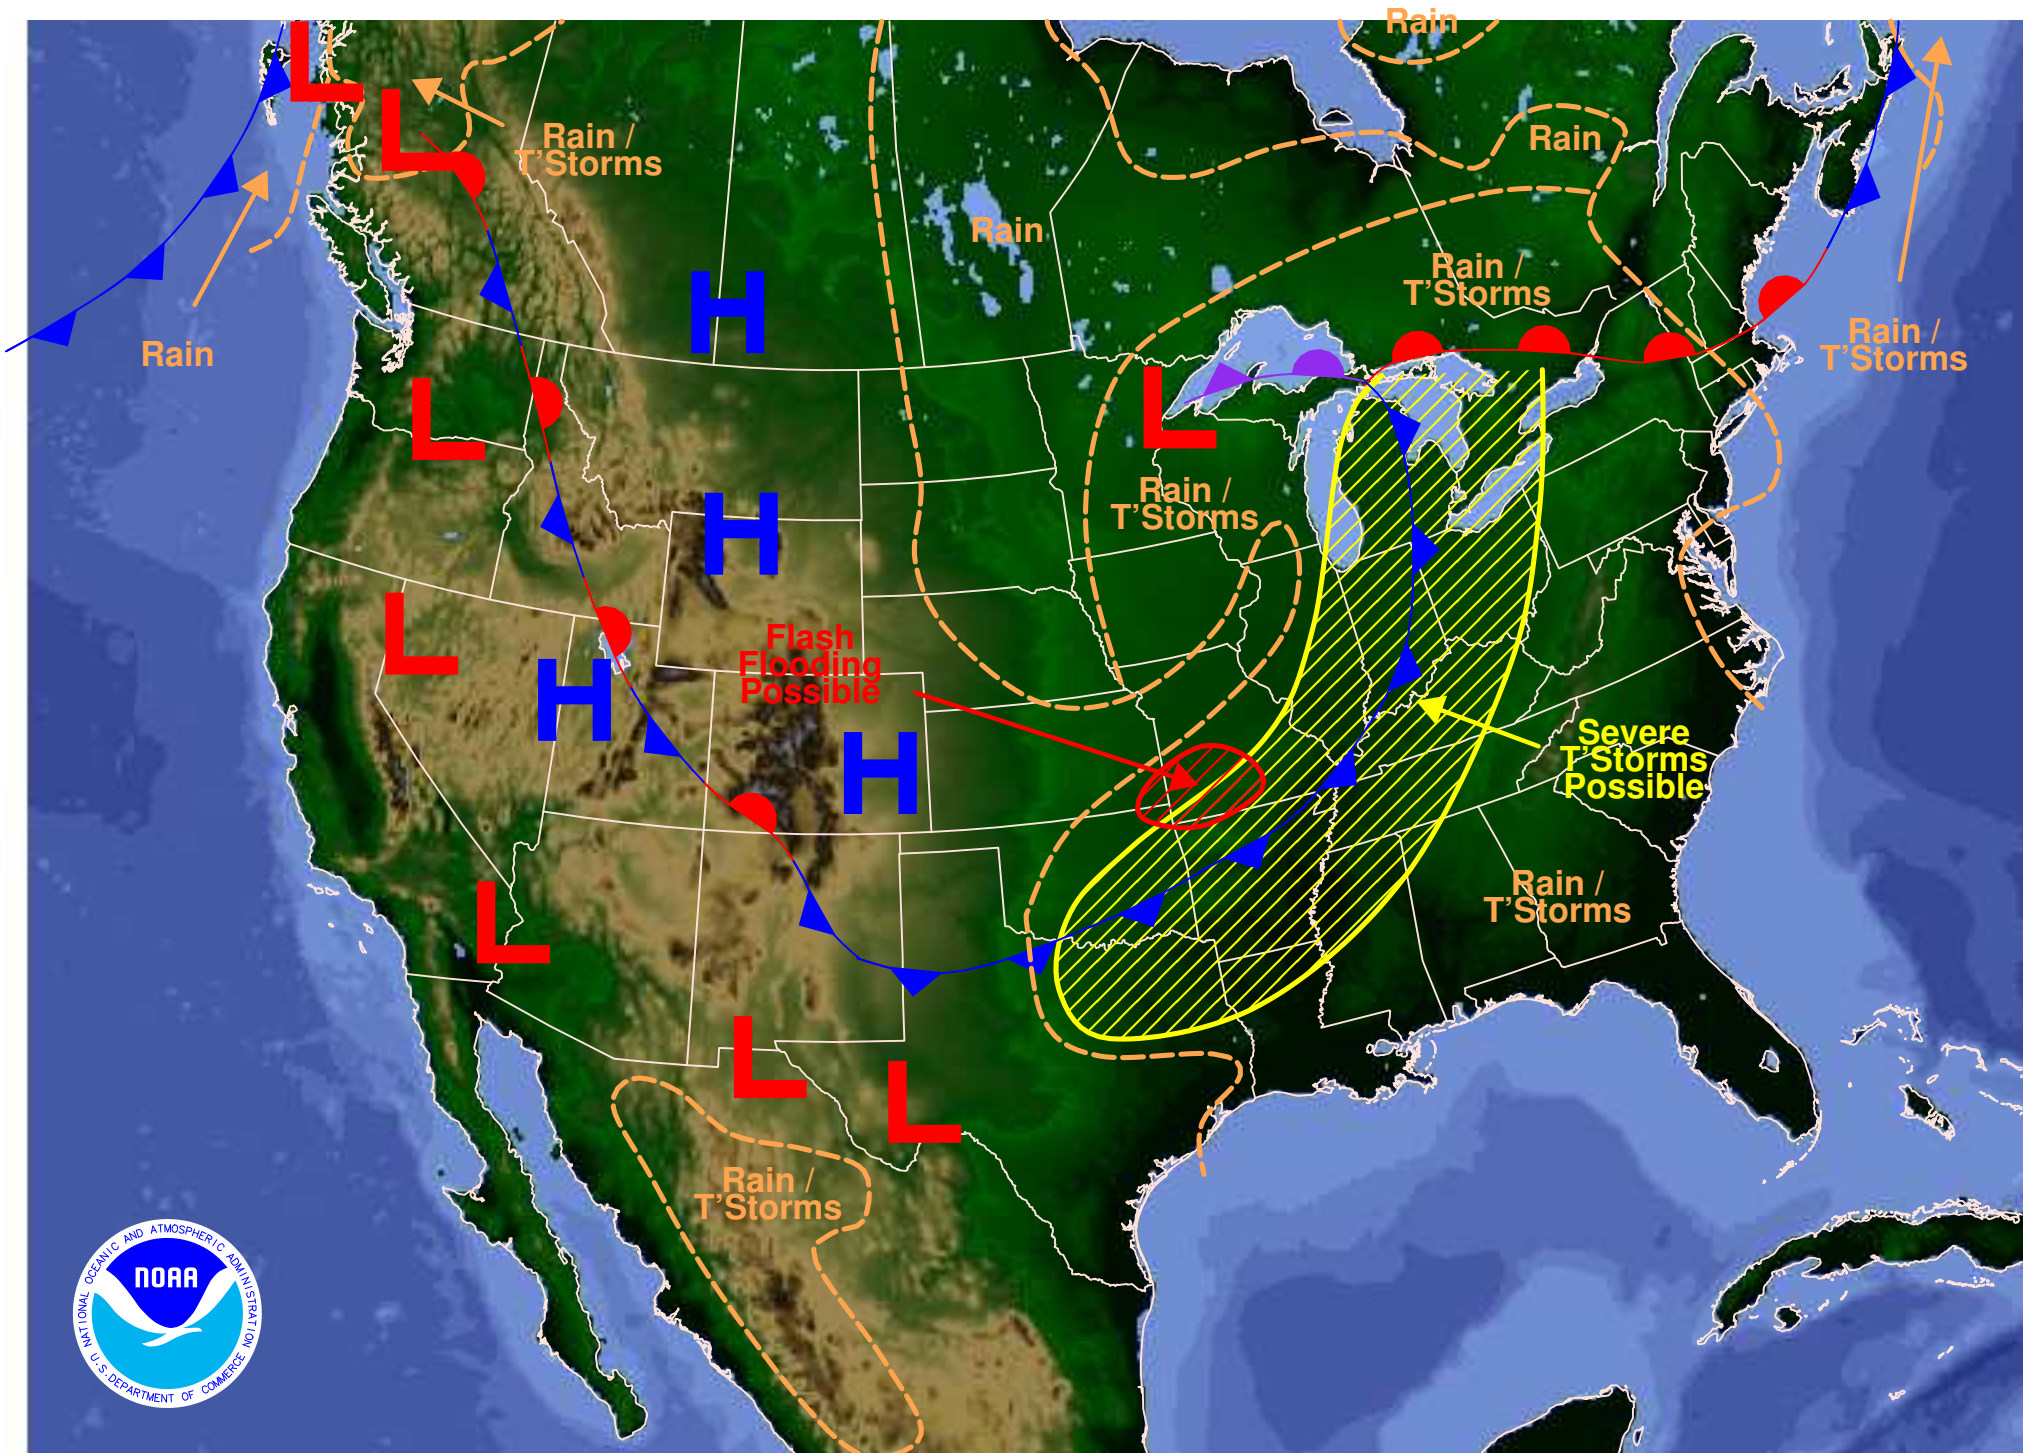 Rain
L
L
Rain /
T'Storms
Rain
Rain
Rain /
T'Storms
H
Rain
Rain /
T'Storms
L
L
Rain /
T'Storms
H
L
Flash
Flooding
Possible
H
H
Severe
T'Storms
Possible
L
Rain /
T'Storms
L
L
Rain /
T'Storms
NATIONAL OCEANIC AND ATMOSPHERIC ADMINISTRATION
NOAA
U.S. DEPARTMENT OF COMMERCE